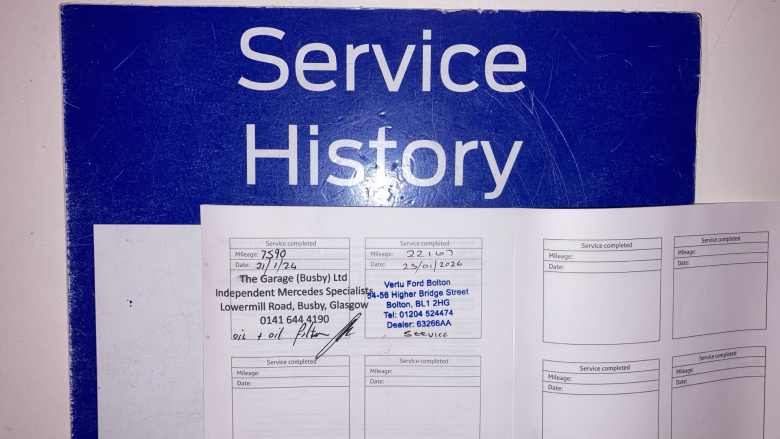 Service
History
Service completed
Mileage: 7590
Date: 31/1/24
The Garage (Busby) Ltd
Independent Mercedes Specialists
Lowermill Road, Busby, Glasgow
0141 644 4190
oil + oil filter
Service completed
Mileage: 22167
Date: 23/01/2026
Vertu Ford Bolton
54-56 Higher Bridge Street
Bolton, BL1 2HG
Tel: 01204 524474
Dealer: 63266AA
SERVICE
Service completed
Mileage:
Date:
Service completed
Mileage:
Date:
Service completed
Mileage:
Date:
Service completed
Mileage:
Date:
Service completed
Mileage:
Date:
Service completed
Mileage:
Date: